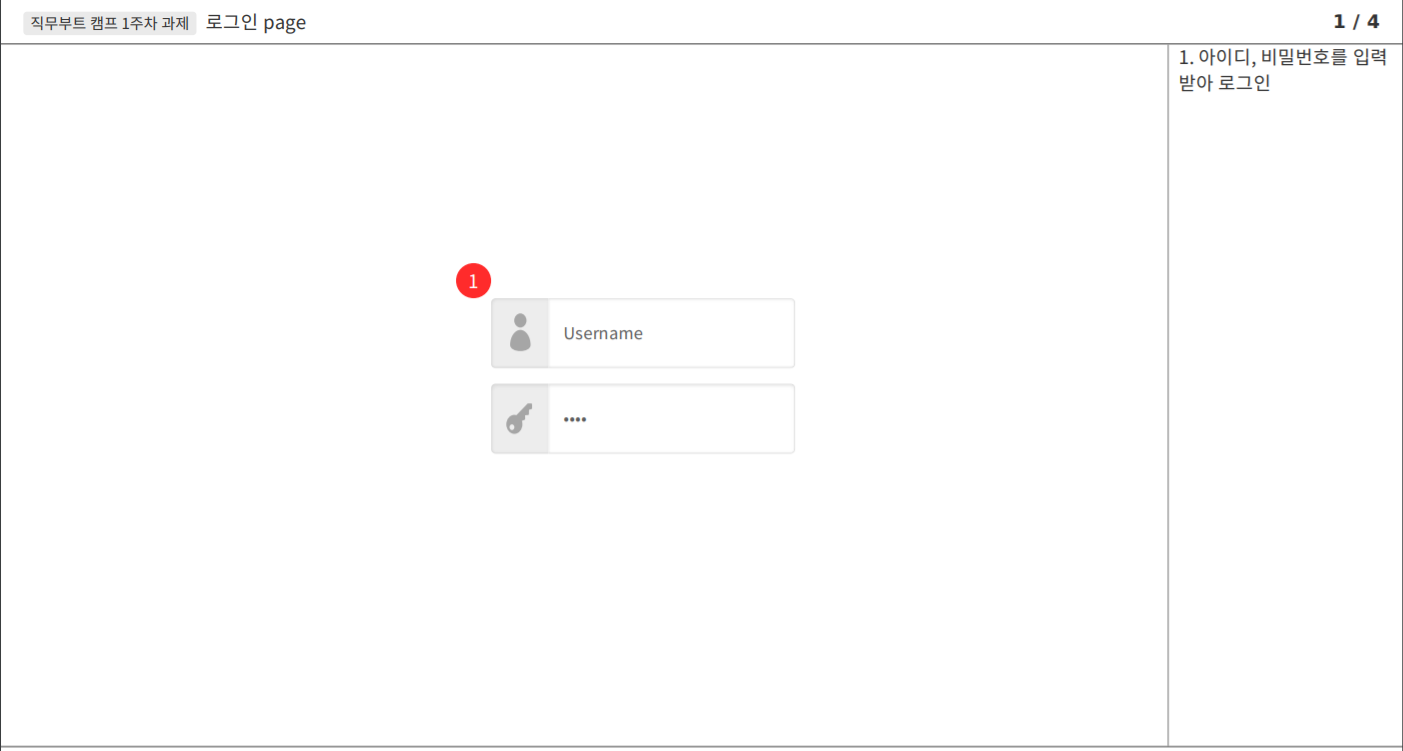 직무부트 캠프 1주차 과제 로그인 page 1 / 4
1. 아이디, 비밀번호를 입력
받아 로그인
1
Username
••••